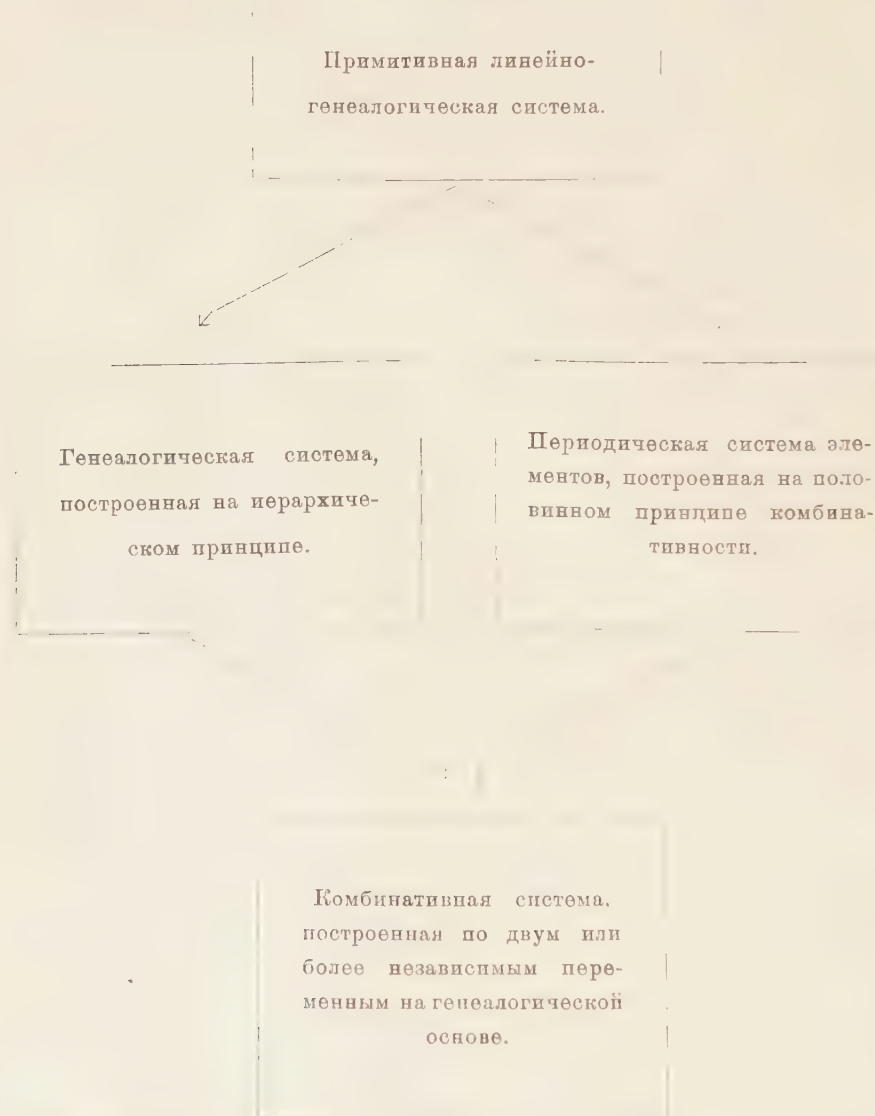 Примитивная линейно-
генеалогическая система.
Генеалогическая система,
построенная на иерархиче-
ском принципе.
Периодическая система эле-
ментов, построенная на поло-
винном принципе комбина-
тивности.
Комбинативная система,
построенная по двум или
более независимым пере-
менным на генеалогической
основе.